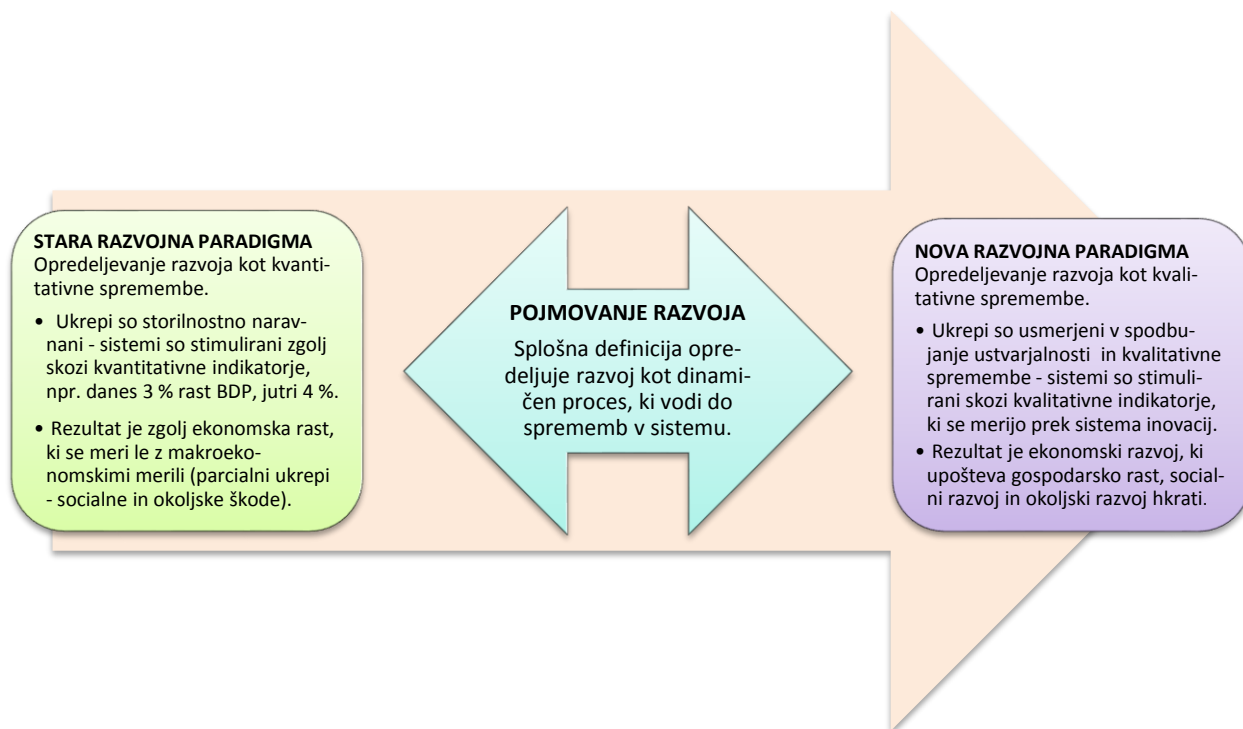 STARA RAZVOJNA PARADIGMA
Opredeljevanje razvoja kot kvanti-
tativne spremembe.
• Ukrepi so storilnostno narav-
nani - sistemi so stimulirani zgolj
skozi kvantitativne indikatorje,
npr. danes 3 % rast BDP, jutri 4 %.
• Rezultat je zgolj ekonomska rast,
ki se meri le z makroeko-
nomskimi merili (parcialni ukrepi
- socialne in okoljske škode).
POJMOVANJE RAZVOJA
Splošna definicija opre-
deljuje razvoj kot dinami-
čen proces, ki vodi do
sprememb v sistemu.
NOVA RAZVOJNA PARADIGMA
Opredeljevanje razvoja kot kvali-
tativne spremembe.
• Ukrepi so usmerjeni v spodbu-
janje ustvarjalnosti in kvalitativne
spremembe - sistemi so stimuli-
rani skozi kvalitativne indikatorje,
ki se merijo prek sistema inovacij.
• Rezultat je ekonomski razvoj, ki
upošteva gospodarsko rast, social-
ni razvoj in okoljski razvoj hkrati.